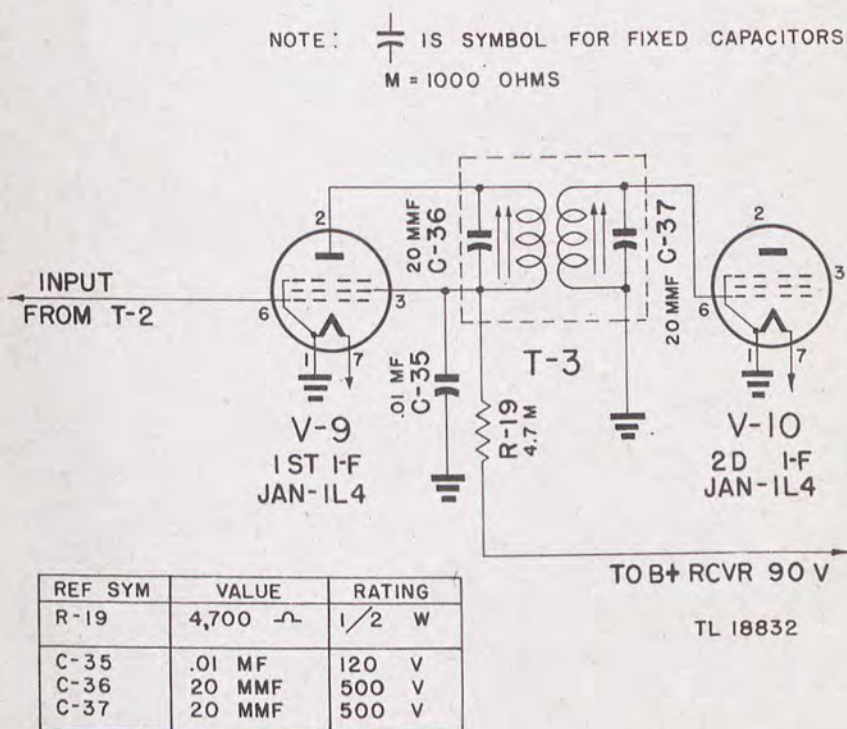 NOTE: IS SYMBOL FOR FIXED CAPACITORS
M = 1000 OHMS
2
20 MMF
C-36
20 MMF C-37
2
INPUT
FROM T-2
6
3
1
7
.01 MF
C-35
T-3
R-19
4.7 M
6
3
1
7
V-9
1ST I-F
JAN-1L4
V-10
2D I-F
JAN-1L4
TO B+ RCVR 90 V
TL 18832
REF SYM VALUE RATING
R-19 4,700 Ω 1/2 W
C-35 .01 MF 120 V
C-36 20 MMF 500 V
C-37 20 MMF 500 V